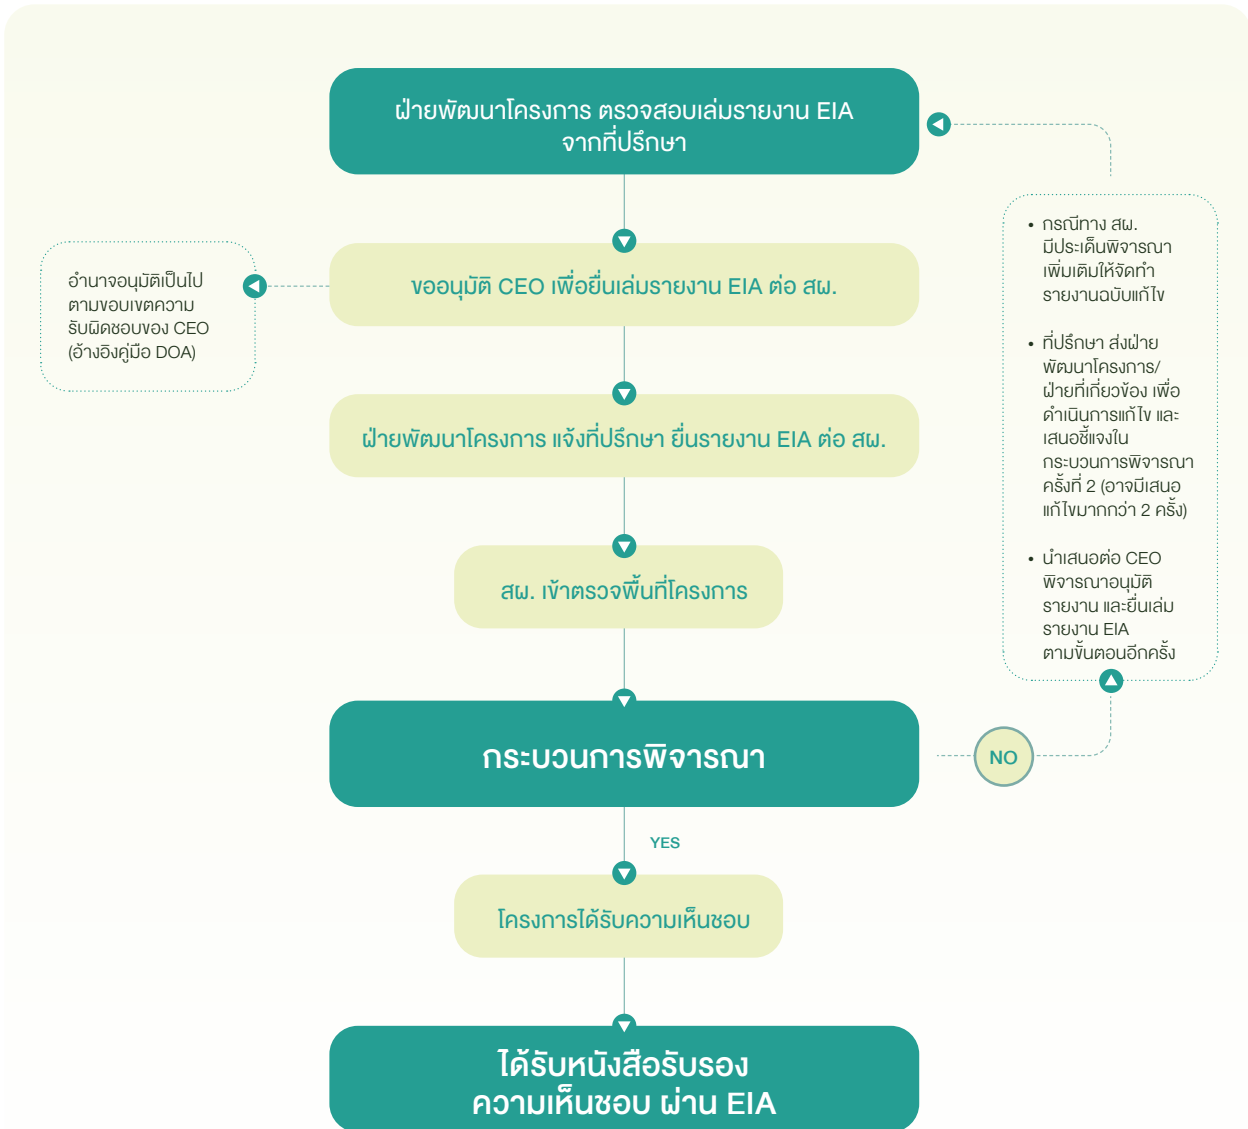 ฝ่ายพัฒนาโครงการ ตรวจสอบเล่มรายงาน EIA
จากที่ปรึกษา
ขออนุมัติ CEO เพื่อยื่นเล่มรายงาน EIA ต่อ สผ.
อำนาจอนุมัติเป็นไป
ตามขอบเขตความ
รับผิดชอบของ CEO
(อ้างอิงคู่มือ DOA)
ฝ่ายพัฒนาโครงการ แจ้งที่ปรึกษา ยื่นรายงาน EIA ต่อ สผ.
สผ. เข้าตรวจพื้นที่โครงการ
กระบวนการพิจารณา
NO
• กรณีทาง สผ.
มีประเด็นพิจารณา
เพิ่มเติมให้จัดทำ
รายงานฉบับแก้ไข
• ที่ปรึกษา ส่งฝ่าย
พัฒนาโครงการ/
ฝ่ายที่เกี่ยวข้อง เพื่อ
ดำเนินการแก้ไข และ
เสนอชี้แจงใน
กระบวนการพิจารณา
ครั้งที่ 2 (อาจมีเสนอ
แก้ไขมากกว่า 2 ครั้ง)
• นำเสนอต่อ CEO
พิจารณาอนุมัติ
รายงาน และยื่นเล่ม
รายงาน EIA
ตามขั้นตอนอีกครั้ง
YES
โครงการได้รับความเห็นชอบ
ได้รับหนังสือรับรอง
ความเห็นชอบ ผ่าน EIA